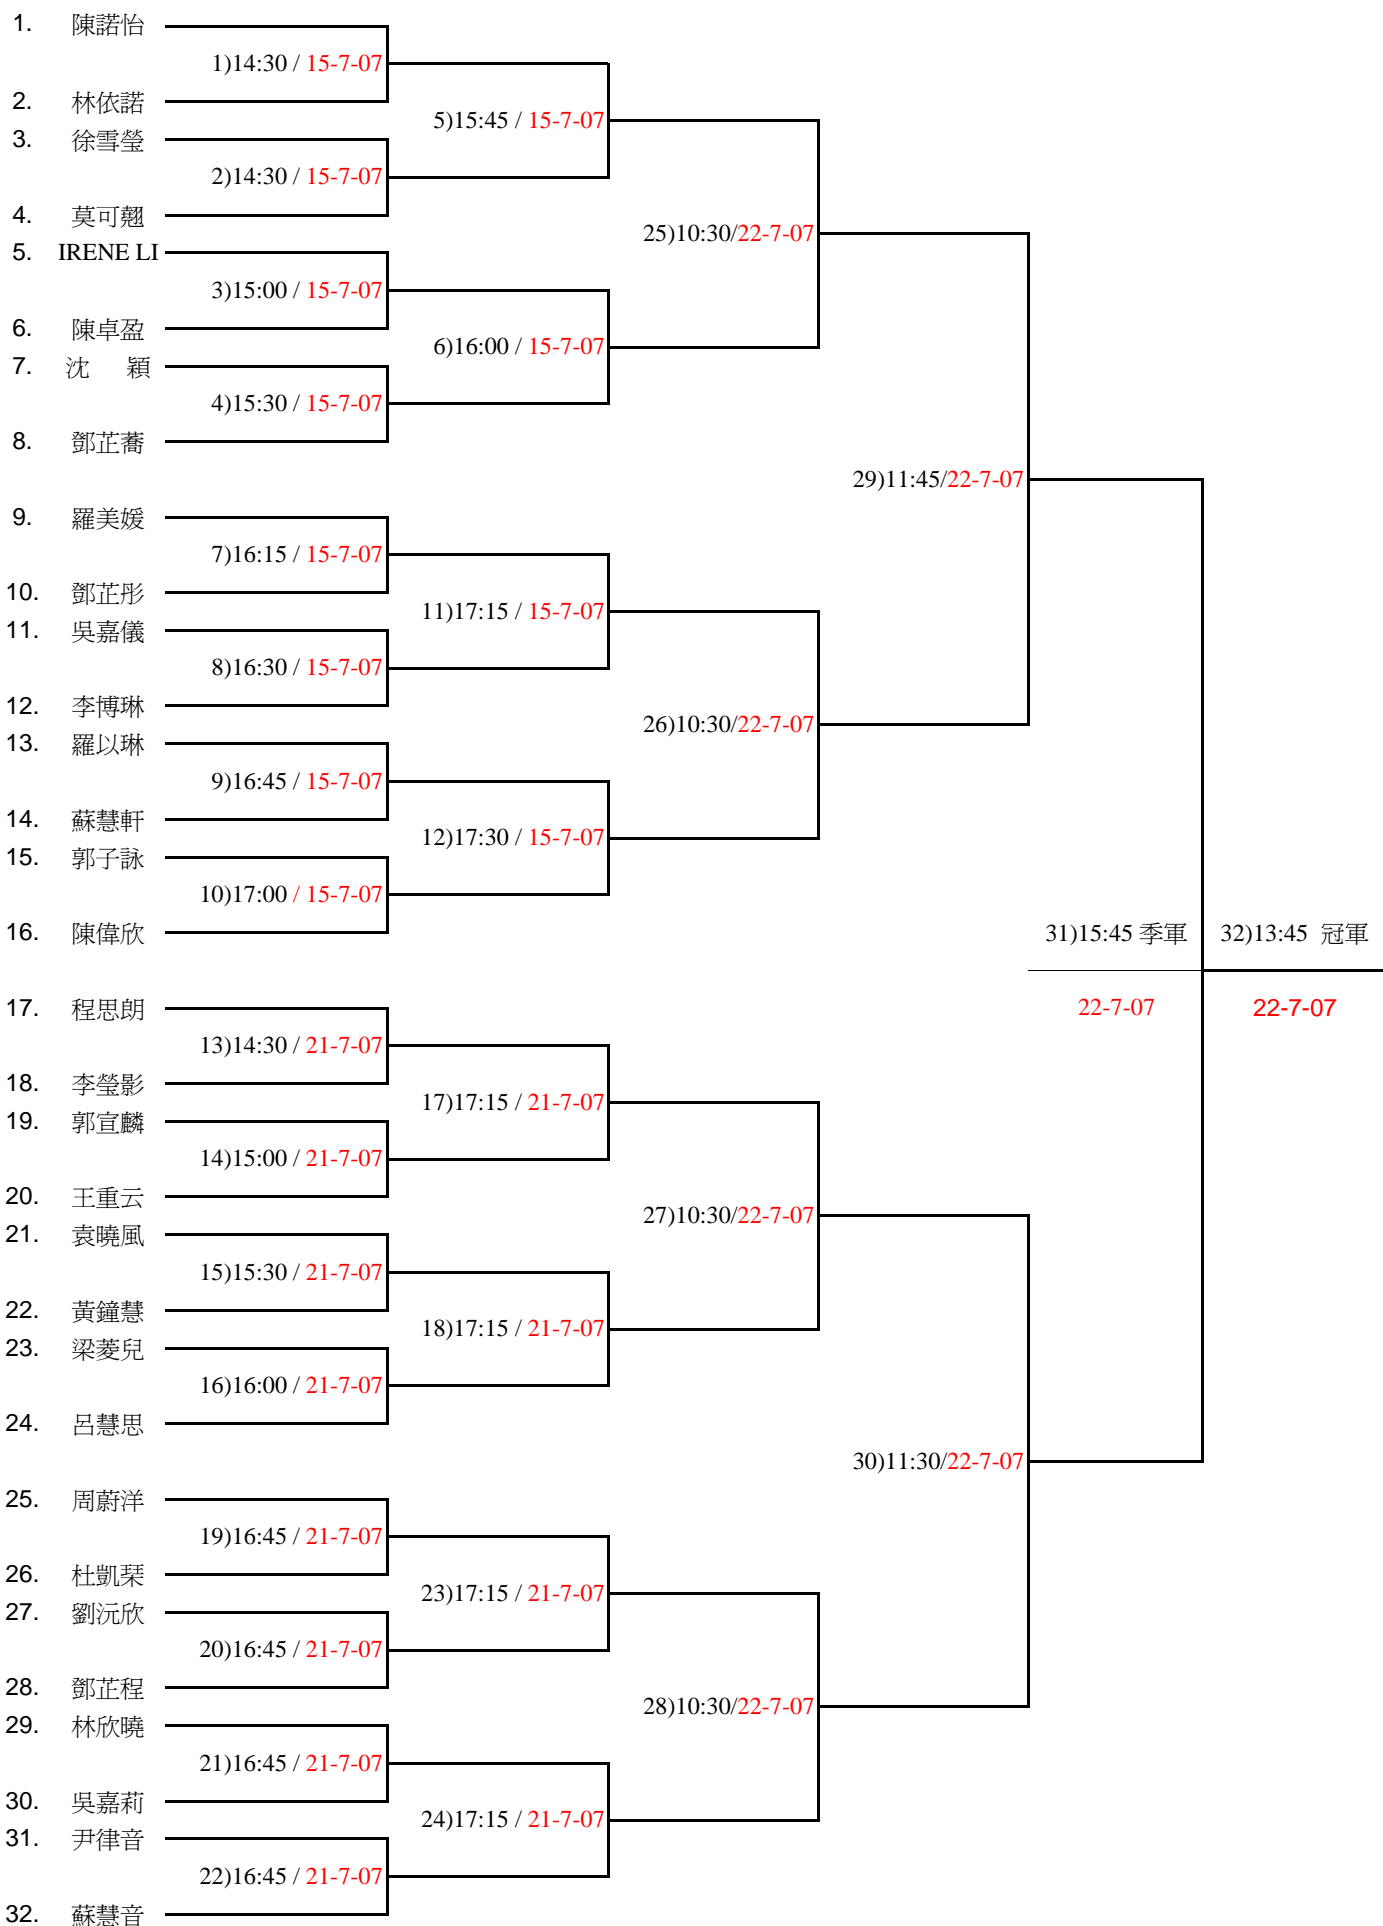 1. 陳諾怡
1)14:30 / 15-7-07
2. 林依諾
5)15:45 / 15-7-07
3. 徐雪瑩
2)14:30 / 15-7-07
4. 莫可翹
25)10:30/22-7-07
5. IRENE LI
3)15:00 / 15-7-07
6. 陳卓盈
6)16:00 / 15-7-07
7. 沈 穎
4)15:30 / 15-7-07
8. 鄧芷蕎
29)11:45/22-7-07
9. 羅美媛
7)16:15 / 15-7-07
10. 鄧芷彤
11)17:15 / 15-7-07
11. 吳嘉儀
8)16:30 / 15-7-07
12. 李博琳
26)10:30/22-7-07
13. 羅以琳
9)16:45 / 15-7-07
14. 蘇慧軒
12)17:30 / 15-7-07
15. 郭子詠
10)17:00 / 15-7-07
16. 陳偉欣
31)15:45 季軍
32)13:45 冠軍
17. 程思朗
22-7-07
22-7-07
13)14:30 / 21-7-07
18. 李瑩影
17)17:15 / 21-7-07
19. 郭宣麟
14)15:00 / 21-7-07
20. 王重云
27)10:30/22-7-07
21. 袁曉風
15)15:30 / 21-7-07
22. 黃鐘慧
18)17:15 / 21-7-07
23. 梁菱兒
16)16:00 / 21-7-07
24. 呂慧思
30)11:30/22-7-07
25. 周蔚洋
19)16:45 / 21-7-07
26. 杜凱琹
23)17:15 / 21-7-07
27. 劉沅欣
20)16:45 / 21-7-07
28. 鄧芷程
28)10:30/22-7-07
29. 林欣曉
21)16:45 / 21-7-07
30. 吳嘉莉
24)17:15 / 21-7-07
31. 尹律音
22)16:45 / 21-7-07
32. 蘇慧音